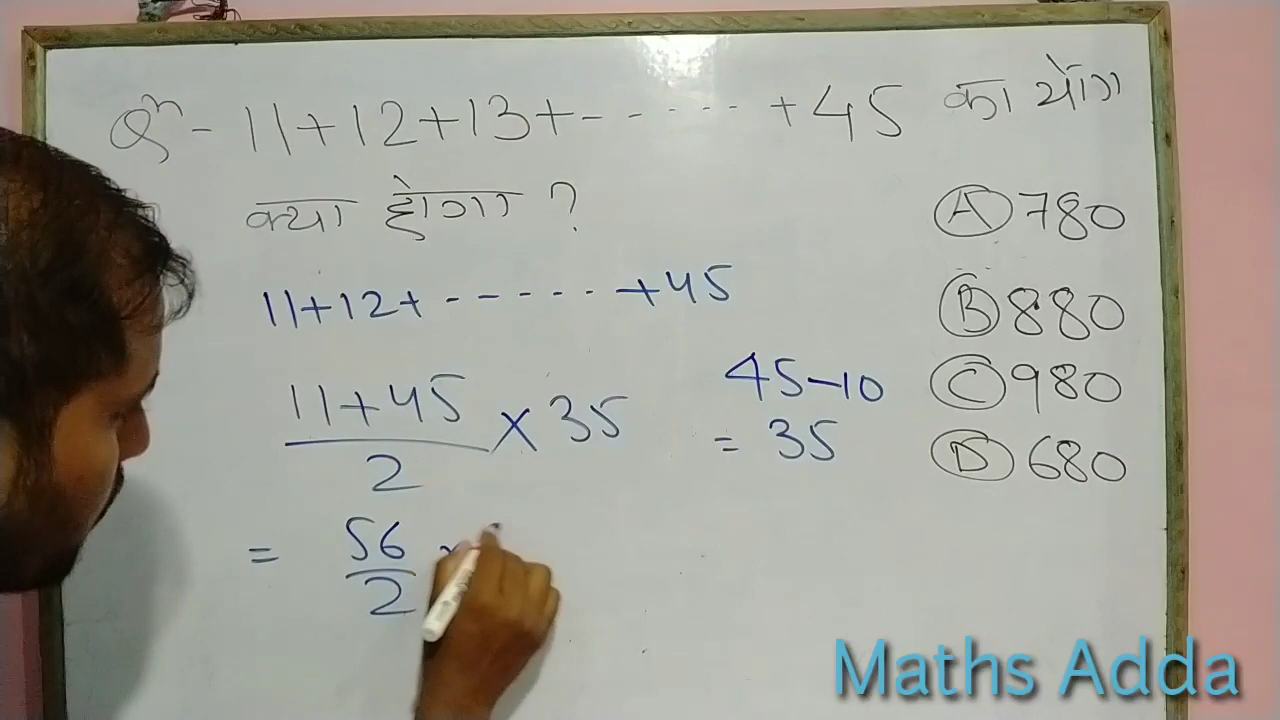 Qⁿ- 11+12+13+------ +45 का योग
क्या होगा ?
(A) 780
(B) 880
(C) 980
(D) 680
11+12+ ------ +45
11+45/2 × 35
45-10
= 35
= 56/2 ×
Maths Adda